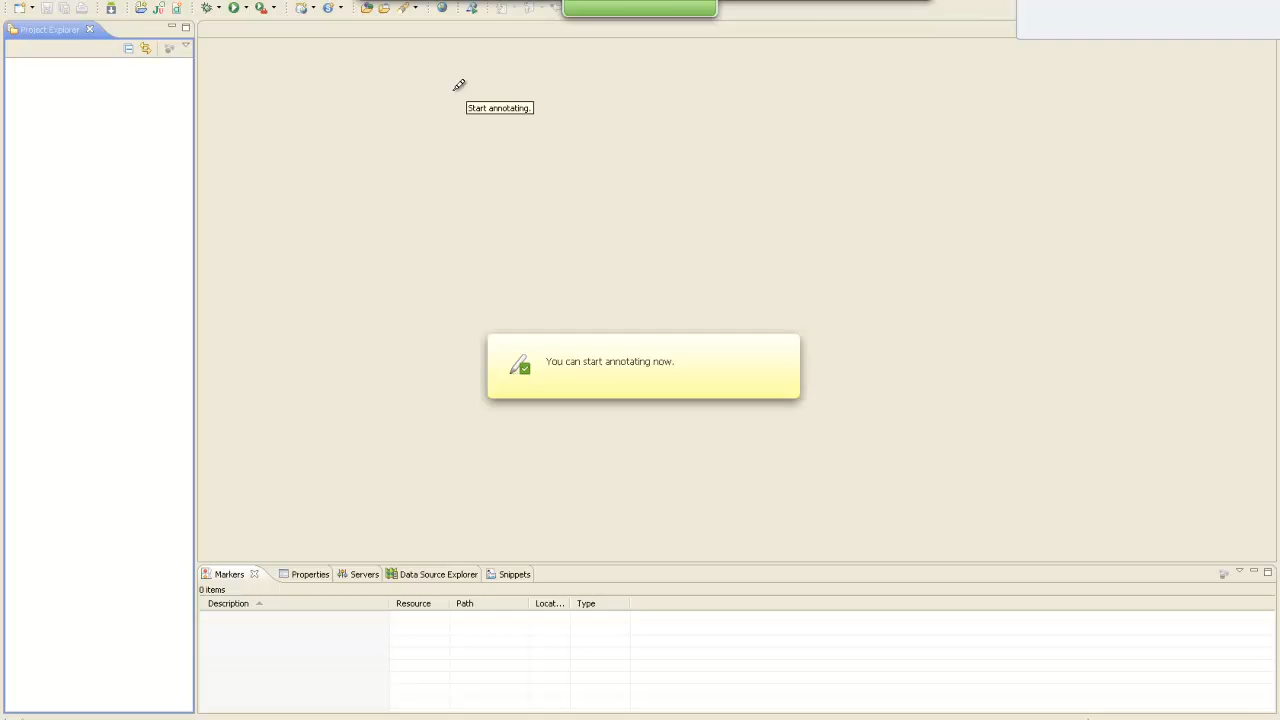 Project Explorer
Start annotating.
You can start annotating now.
Markers
Properties
Servers
Data Source Explorer
Snippets
0 items
Description
Resource
Path
Locat...
Type